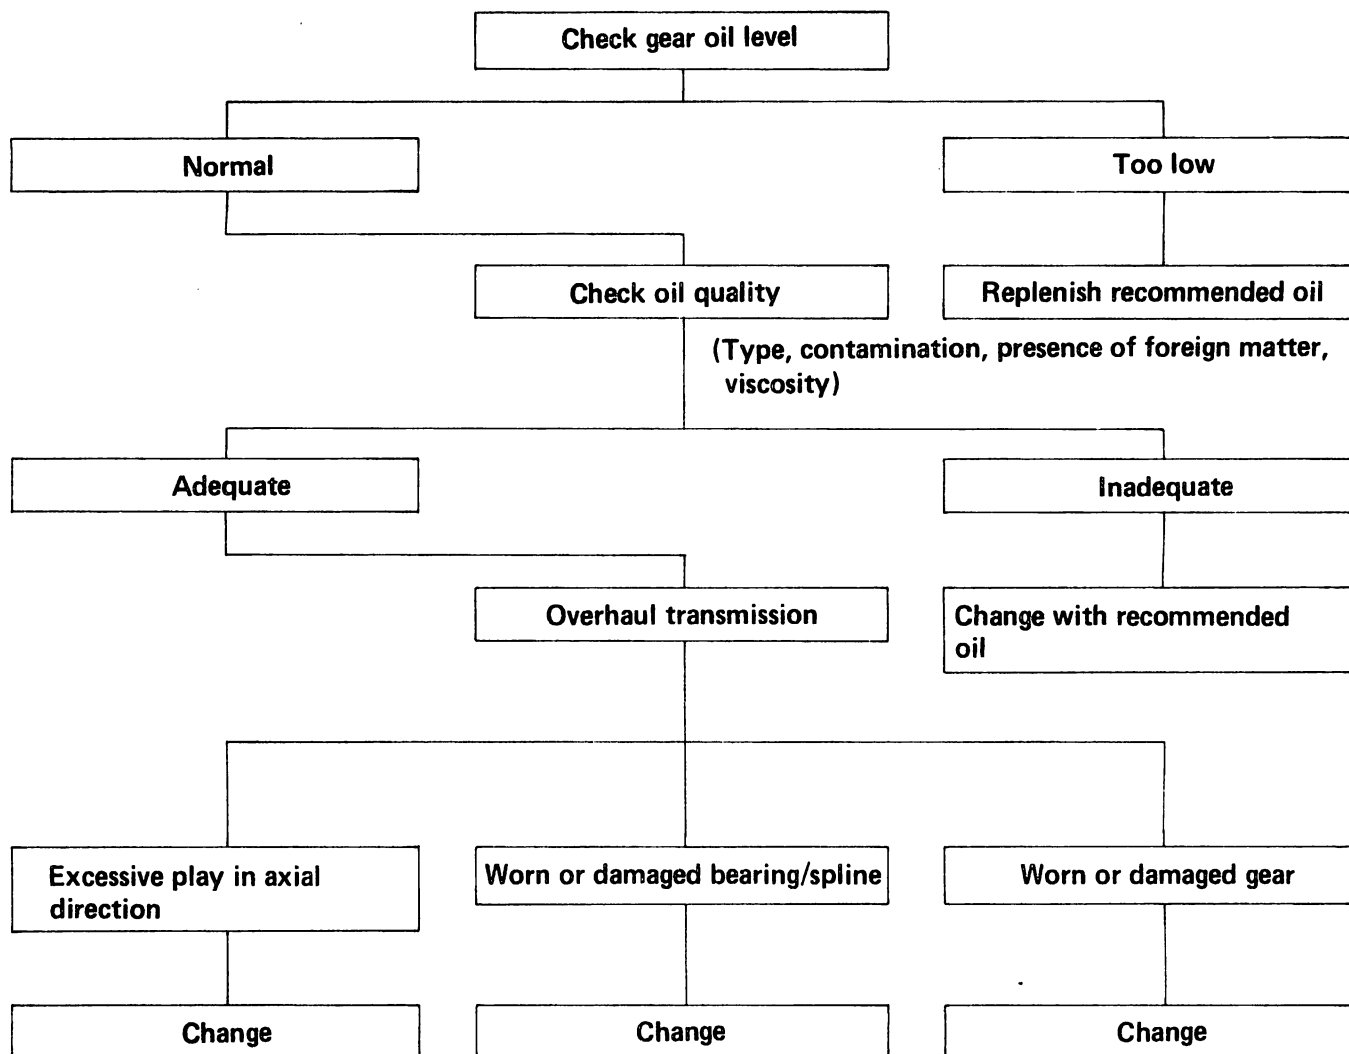 Check gear oil level
Normal
Too low
Check oil quality
Replenish recommended oil
(Type, contamination, presence of foreign matter,
viscosity)
Adequate
Inadequate
Overhaul transmission
Change with recommended
oil
Excessive play in axial
direction
Worn or damaged bearing/spline
Worn or damaged gear
Change
Change
Change